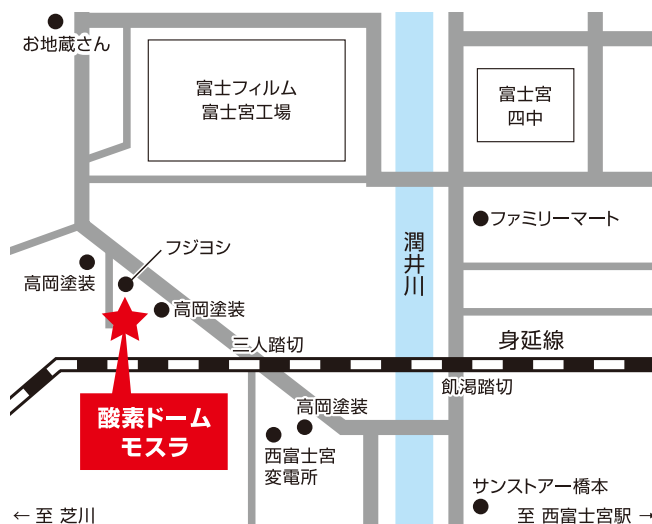 お地蔵さん
富士フィルム
富士宮工場
富士宮
四中
ファミリーマート
フジヨシ
高岡塗装
高岡塗装
潤井川
三人踏切
身延線
飢渇踏切
酸素ドーム
モスラ
高岡塗装
西富士宮
変電所
サンストアー橋本
← 至 芝川
至 西富士宮駅 →